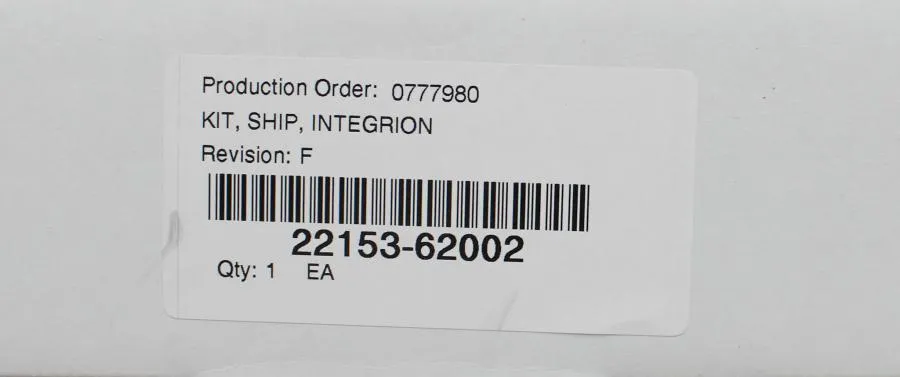 Production Order: 0777980
KIT, SHIP, INTEGRION
Revision: F
22153-62002
Qty: 1 EA